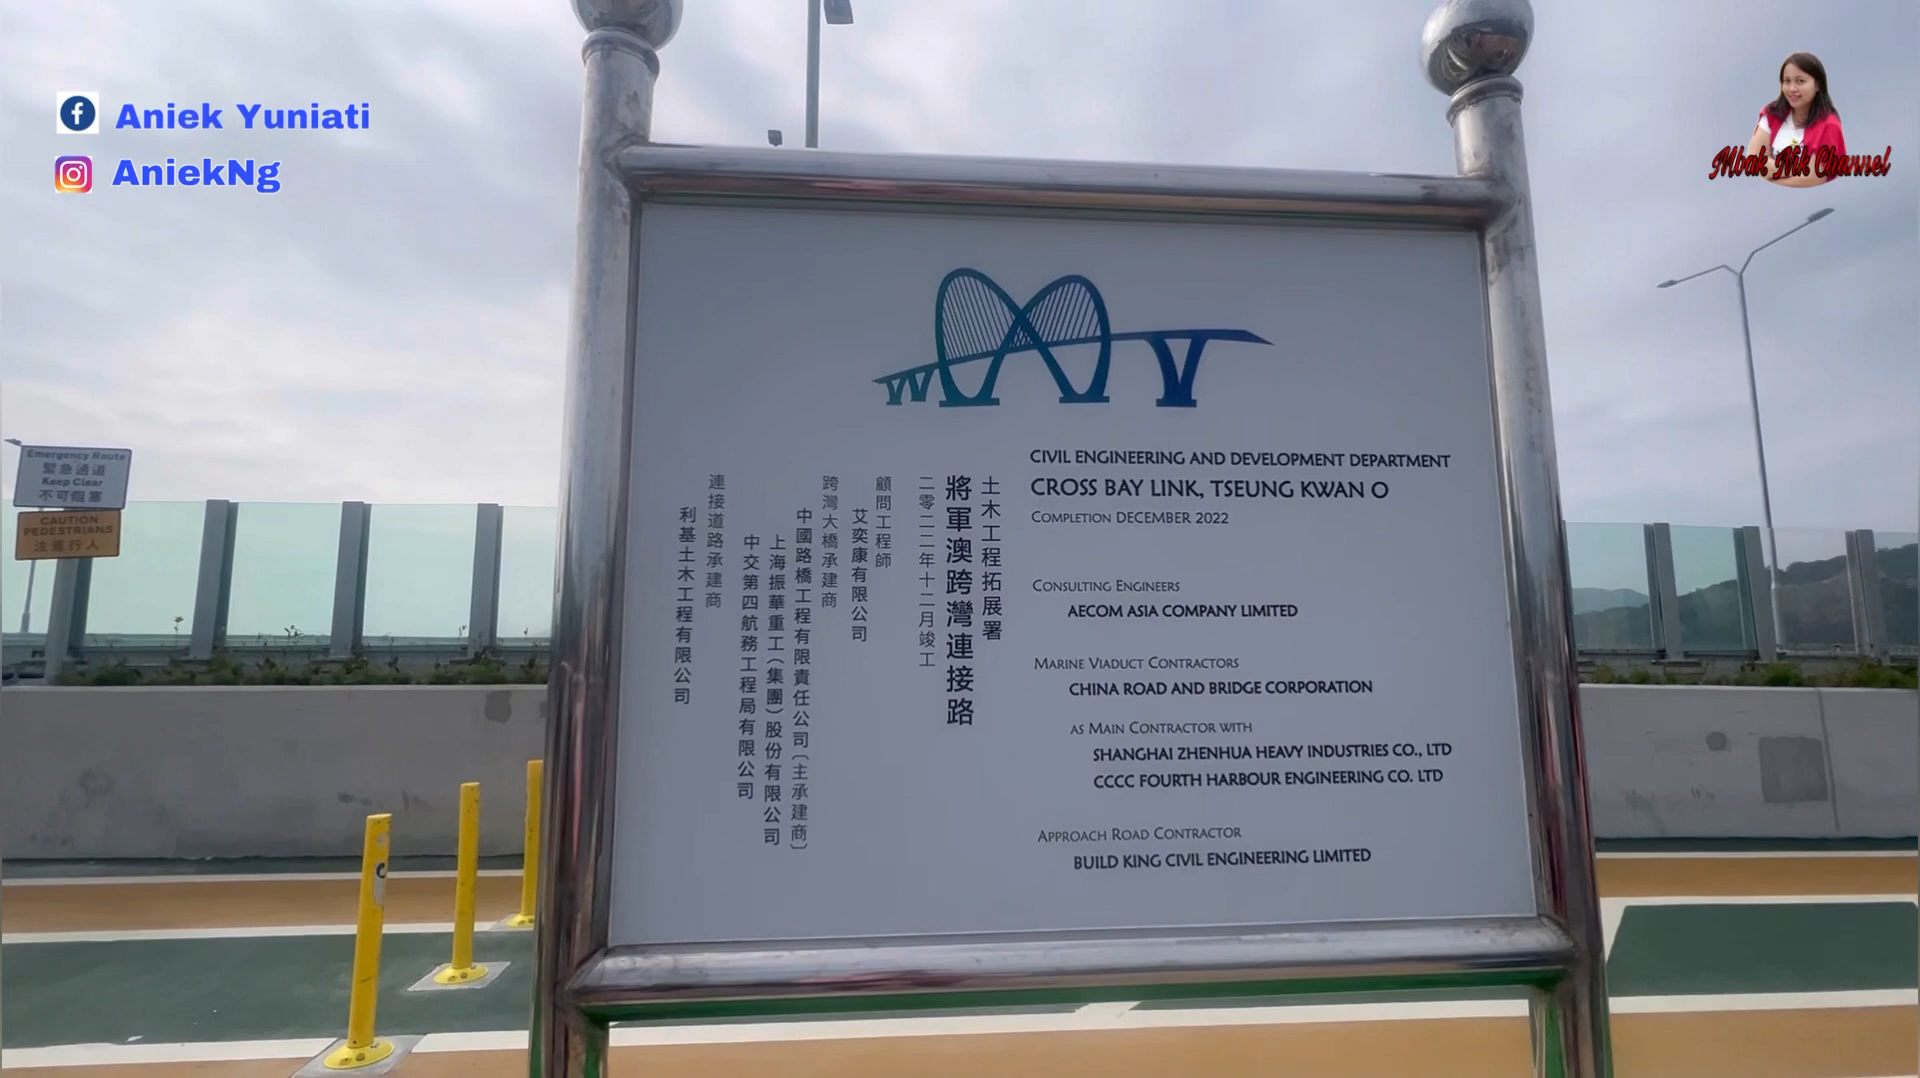 Aniek Yuniati
AniekNg
Mbak Nik Channel
Emergency Route
緊急通道
Keep Clear
不可阻塞
CAUTION
PEDESTRIANS
注意行人
CIVIL ENGINEERING AND DEVELOPMENT DEPARTMENT
CROSS BAY LINK, TSEUNG KWAN O
COMPLETION DECEMBER 2022
CONSULTING ENGINEERS
AECOM ASIA COMPANY LIMITED
MARINE VIADUCT CONTRACTORS
CHINA ROAD AND BRIDGE CORPORATION
AS MAIN CONTRACTOR WITH
SHANGHAI ZHENHUA HEAVY INDUSTRIES CO., LTD
CCCC FOURTH HARBOUR ENGINEERING CO. LTD
APPROACH ROAD CONTRACTOR
BUILD KING CIVIL ENGINEERING LIMITED
土木工程拓展署
將軍澳跨灣連接路
二零二二年十二月竣工
顧問工程師
艾奕康有限公司
跨灣大橋承建商
中國路橋工程有限責任公司〔主承建商〕
上海振華重工（集團）股份有限公司
中交第四航務工程局有限公司
連接道路承建商
利基土木工程有限公司